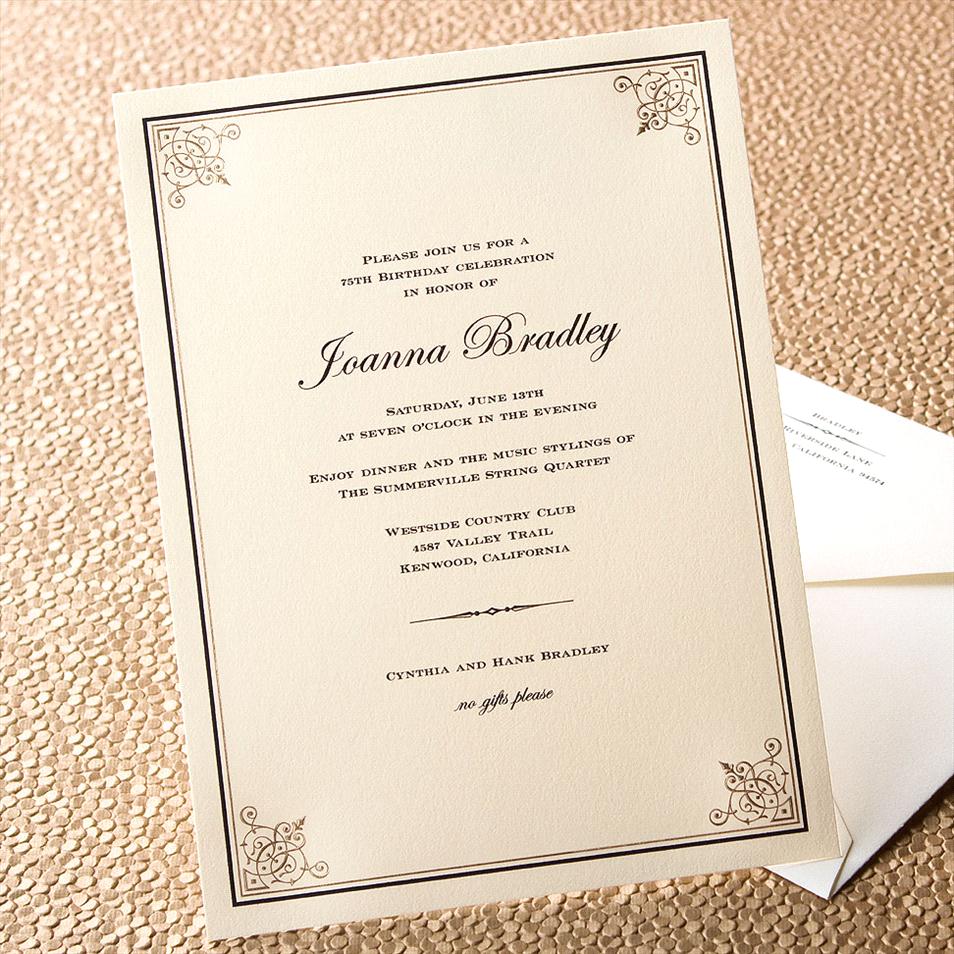 Please join us for a
75th Birthday celebration
in honor of
Joanna Bradley
Saturday, June 13th
at seven o'clock in the evening
Enjoy dinner and the music stylings of
The Summerville String Quartet
Westside Country Club
4587 Valley Trail
Kenwood, California
Cynthia and Hank Bradley
no gifts please
Bradley
Riverside Lane
California 94571